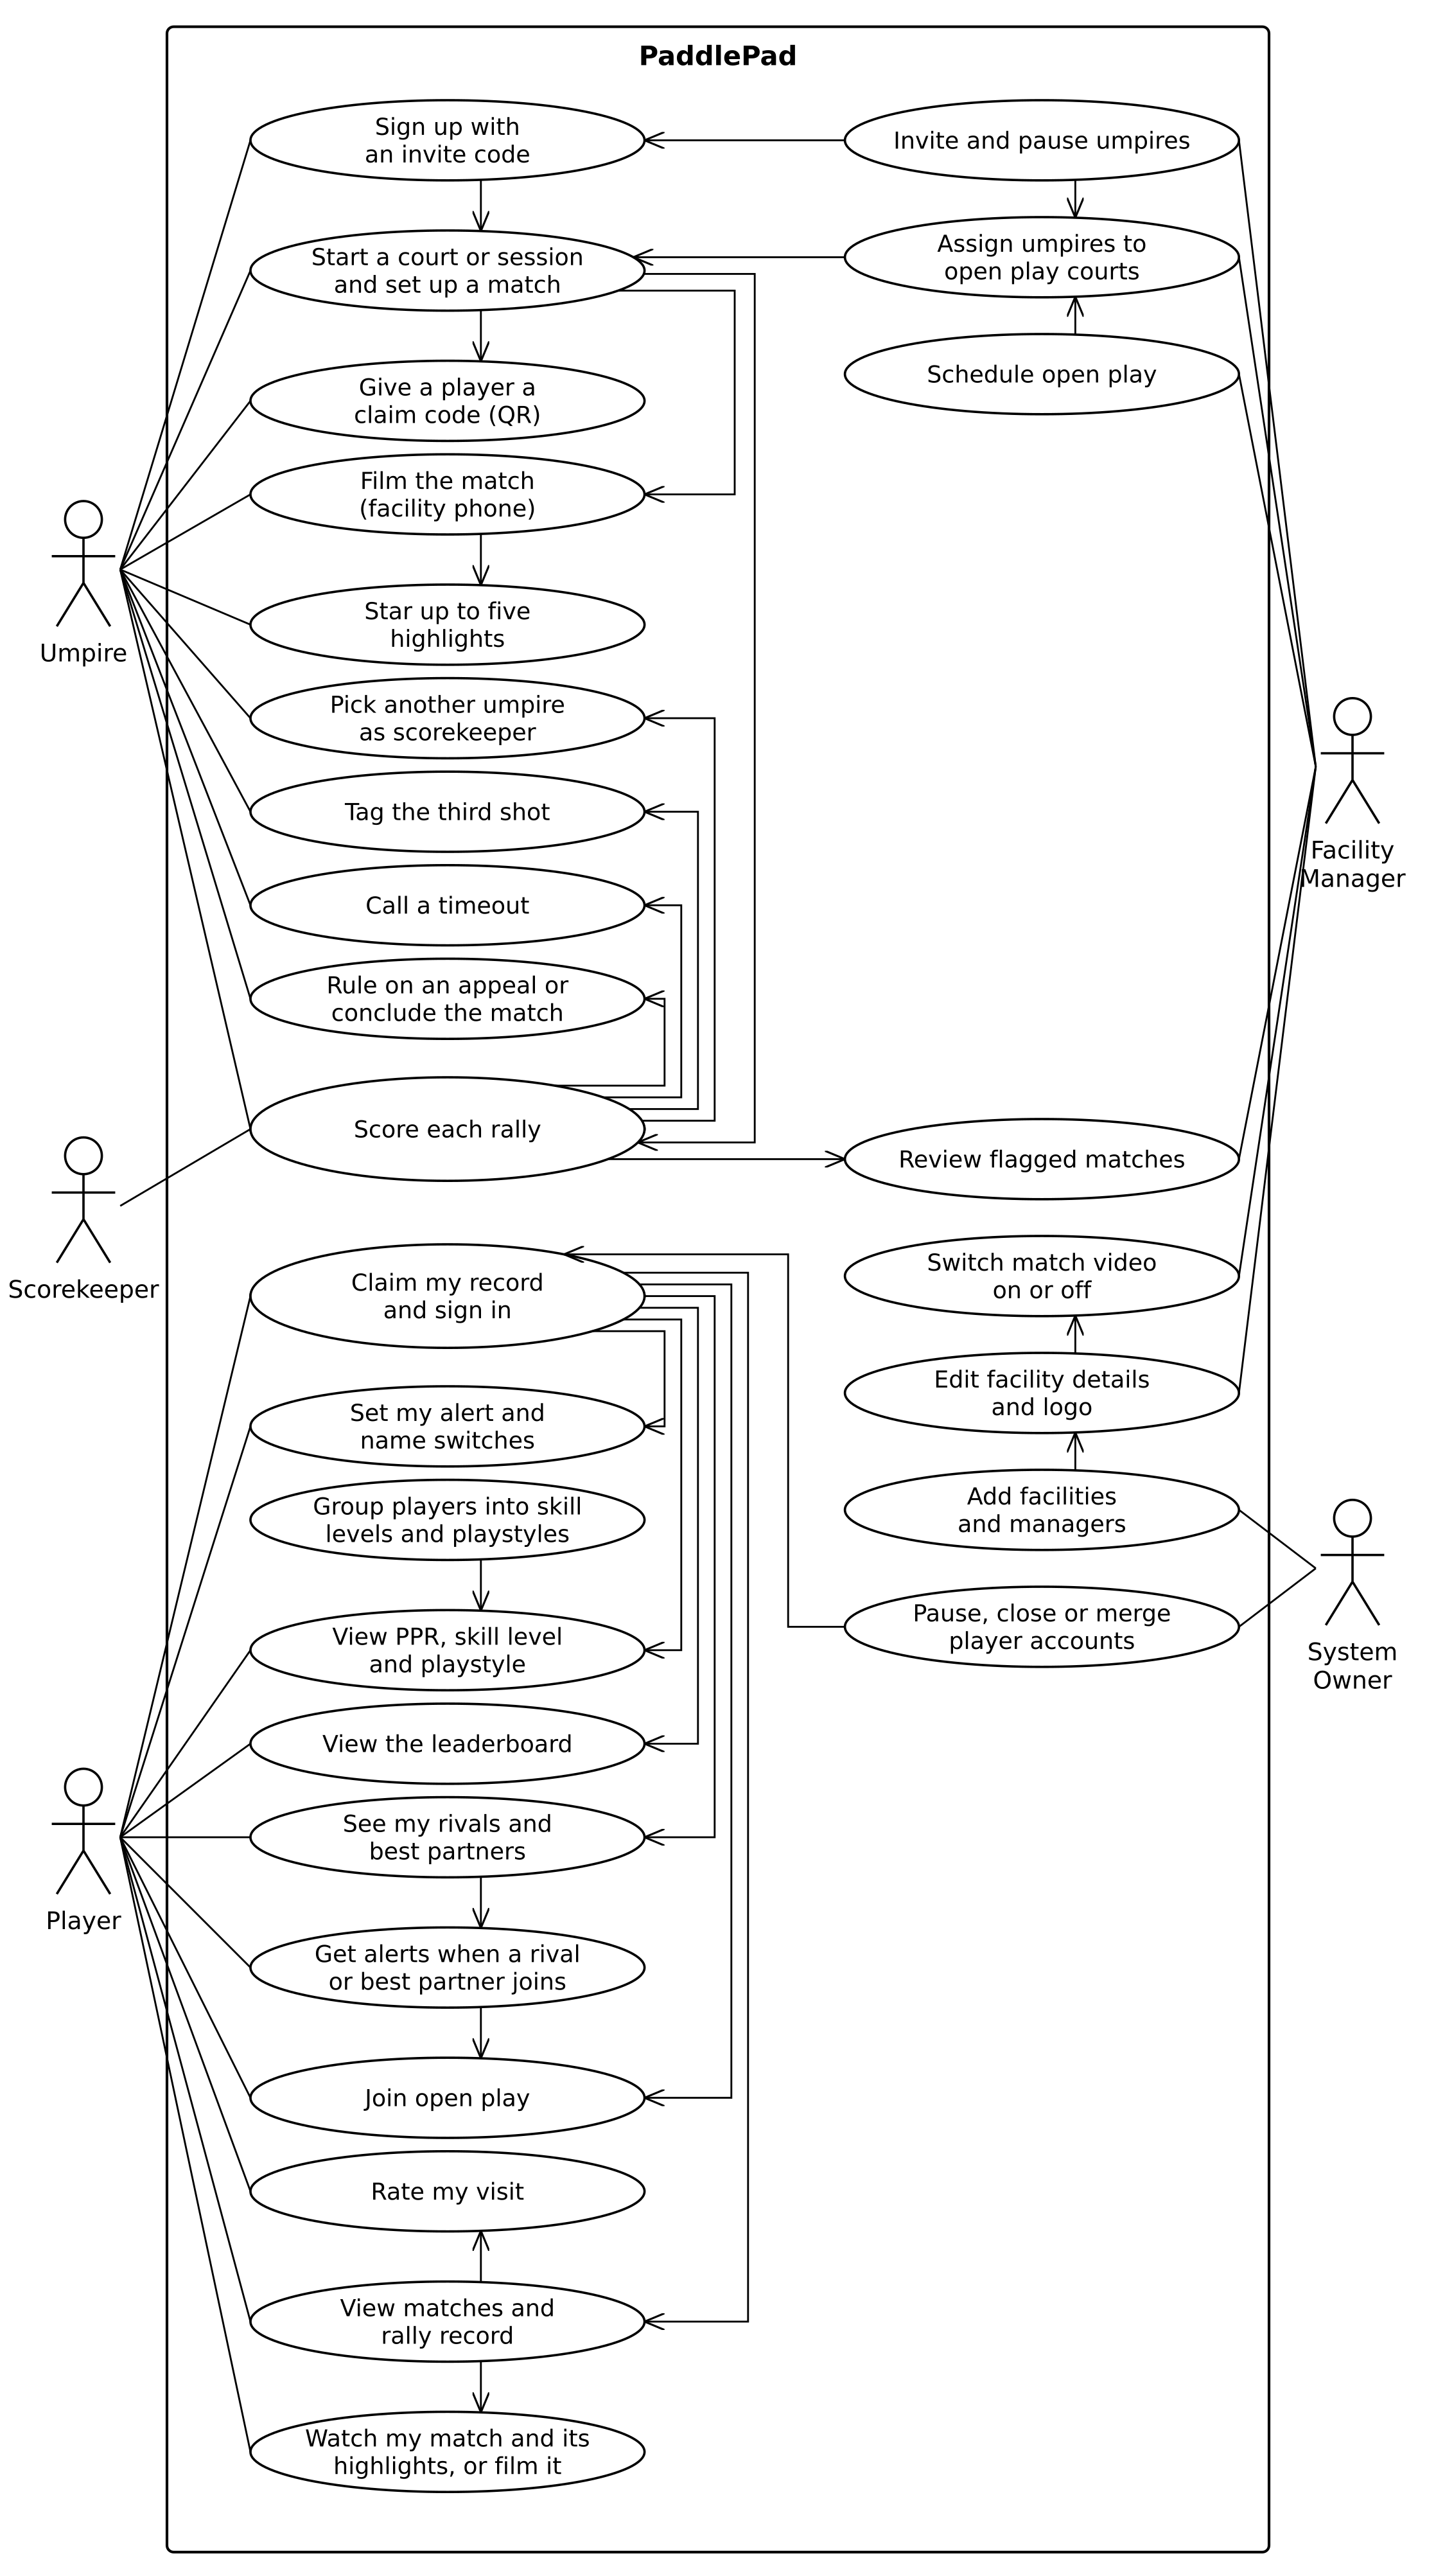 PaddlePad
Sign up with
an invite code
Invite and pause umpires
Start a court or session
and set up a match
Assign umpires to
open play courts
Give a player a
claim code (QR)
Schedule open play
Film the match
(facility phone)
Star up to five
highlights
Umpire
Pick another umpire
as scorekeeper
Tag the third shot
Facility
Manager
Call a timeout
Rule on an appeal or
conclude the match
Score each rally
Review flagged matches
Scorekeeper
Claim my record
and sign in
Switch match video
on or off
Set my alert and
name switches
Edit facility details
and logo
Group players into skill
levels and playstyles
Add facilities
and managers
View PPR, skill level
and playstyle
Pause, close or merge
player accounts
System
Owner
View the leaderboard
See my rivals and
best partners
Player
Get alerts when a rival
or best partner joins
Join open play
Rate my visit
View matches and
rally record
Watch my match and its
highlights, or film it